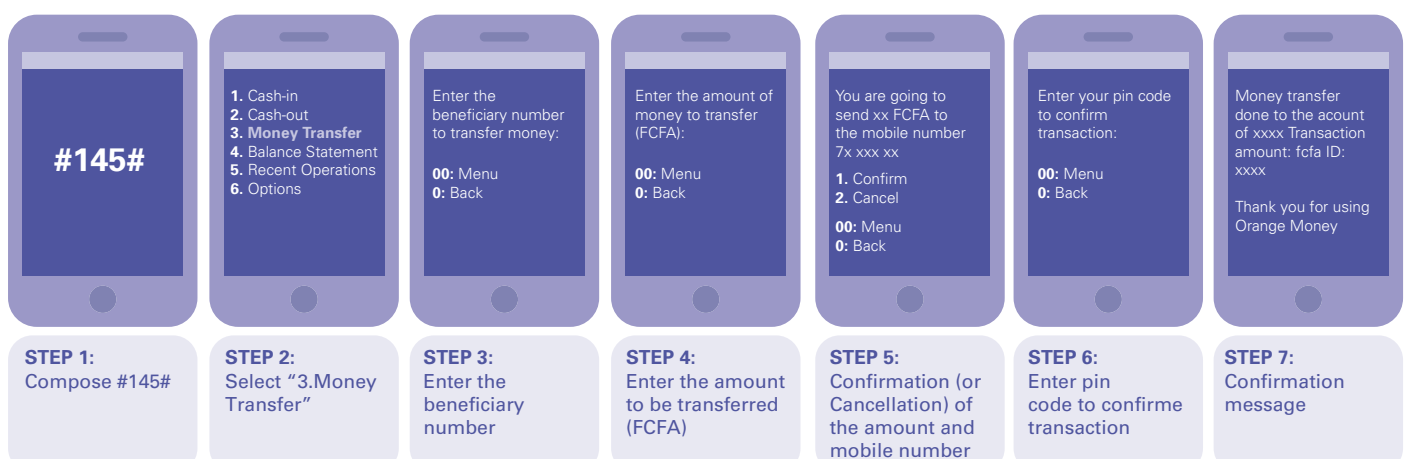 #145#
1. Cash-in
2. Cash-out
3. Money Transfer
4. Balance Statement
5. Recent Operations
6. Options
Enter the
beneficiary number
to transfer money:
00: Menu
0: Back
Enter the amount of
money to transfer
(FCFA):
00: Menu
0: Back
You are going to
send xx FCFA to
the mobile number
7x xxx xx
1. Confirm
2. Cancel
00: Menu
0: Back
Enter your pin code
to confirm
transaction:
00: Menu
0: Back
Money transfer
done to the acount
of xxxx Transaction
amount: fcfa ID:
xxxx
Thank you for using
Orange Money
STEP 1:
Compose #145#
STEP 2:
Select “3.Money
Transfer”
STEP 3:
Enter the
beneficiary
number
STEP 4:
Enter the amount
to be transferred
(FCFA)
STEP 5:
Confirmation (or
Cancellation) of
the amount and
mobile number
STEP 6:
Enter pin
code to confirme
transaction
STEP 7:
Confirmation
message